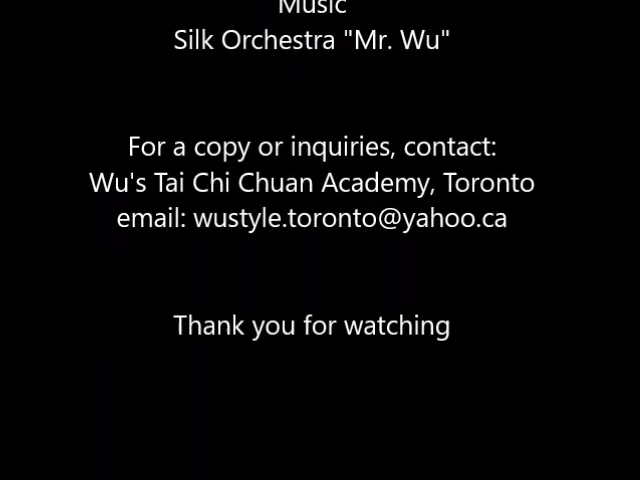 Music
Silk Orchestra "Mr. Wu"
For a copy or inquiries, contact:
Wu's Tai Chi Chuan Academy, Toronto
email: wustyle.toronto@yahoo.ca
Thank you for watching